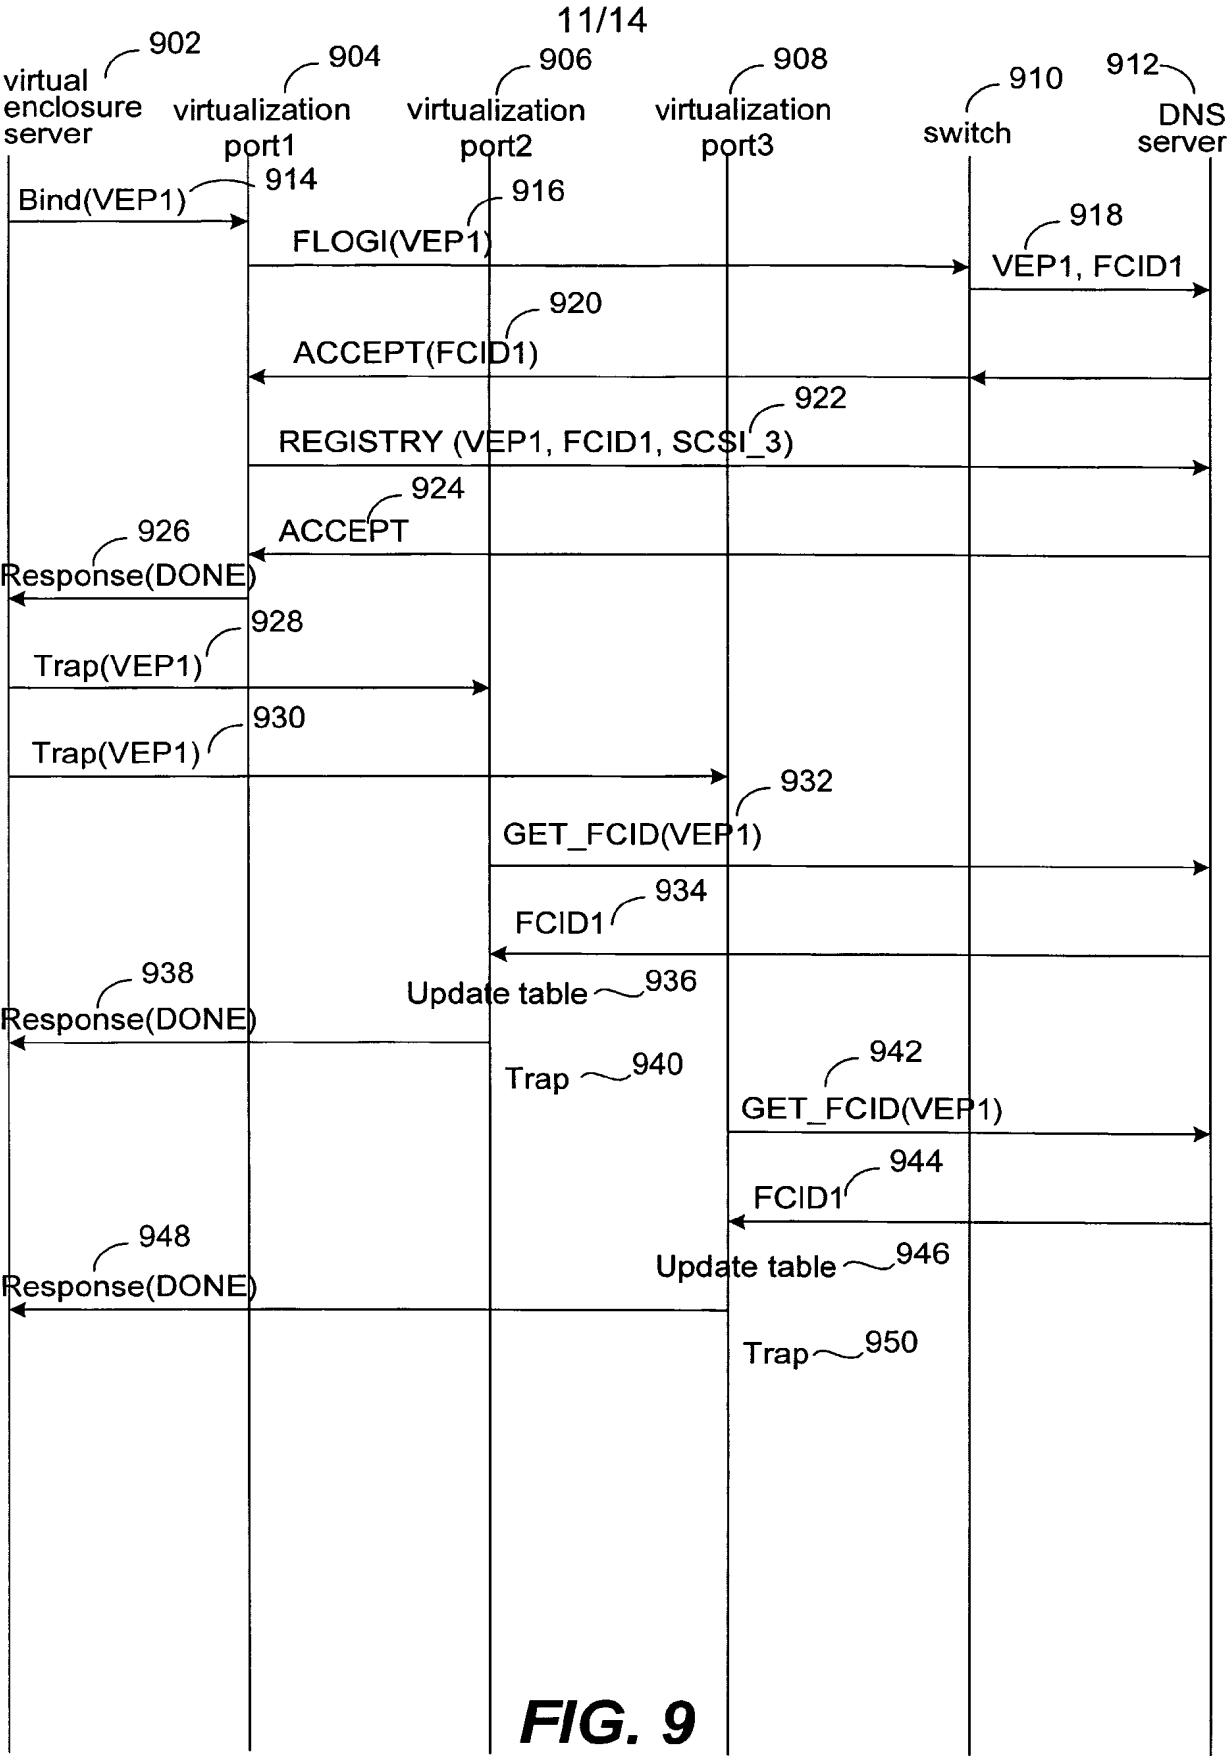 11/14
902
904
906
908
910
912
virtual
enclosure
server
virtualization
port1
virtualization
port2
virtualization
port3
switch
DNS
server
Bind(VEP1)
914
FLOGI(VEP1)
916
VEP1, FCID1
918
ACCEPT(FCID1)
920
REGISTRY (VEP1, FCID1, SCSI_3)
922
ACCEPT
924
Response(DONE)
926
Trap(VEP1)
928
Trap(VEP1)
930
GET_FCID(VEP1)
932
FCID1
934
Update table
936
Response(DONE)
938
Trap
940
GET_FCID(VEP1)
942
FCID1
944
Update table
946
Response(DONE)
948
Trap
950
FIG. 9